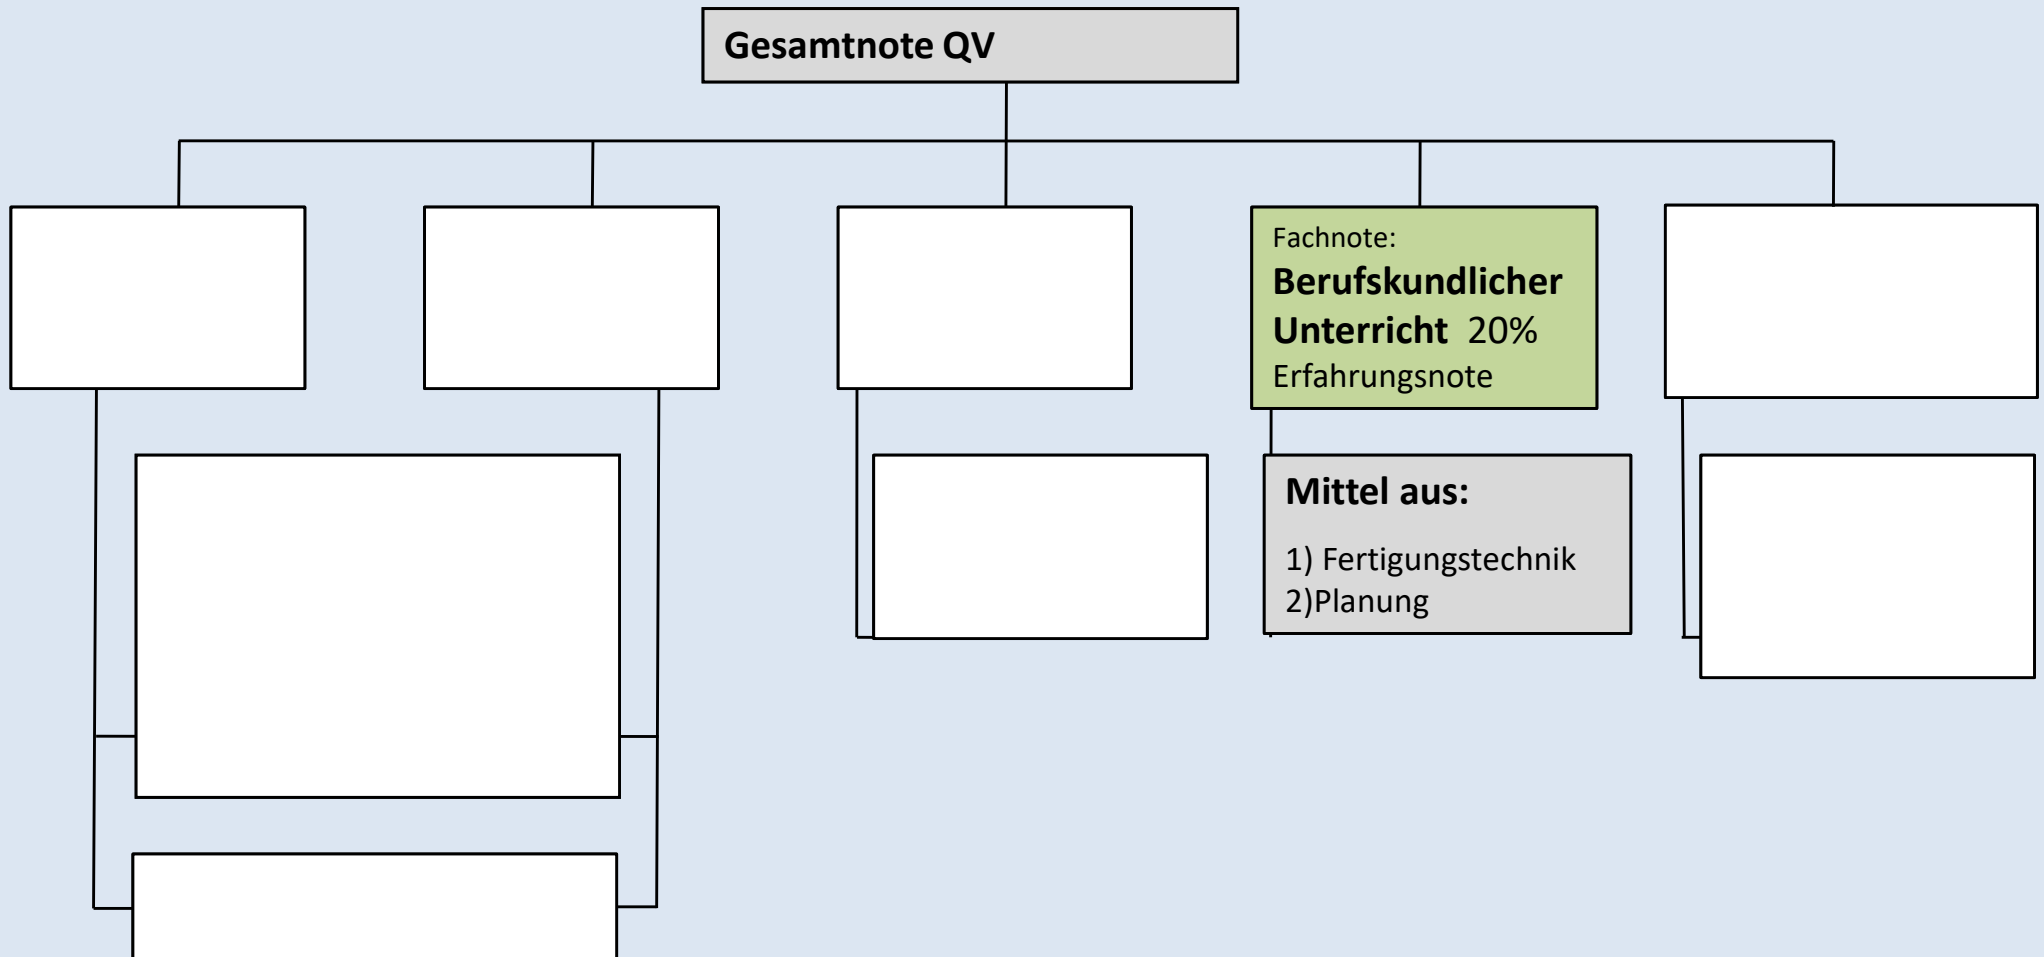 Gesamtnote QV
Fachnote:
Berufskundlicher
Unterricht 20%
Erfahrungsnote
Mittel aus:
1) Fertigungstechnik
2)Planung